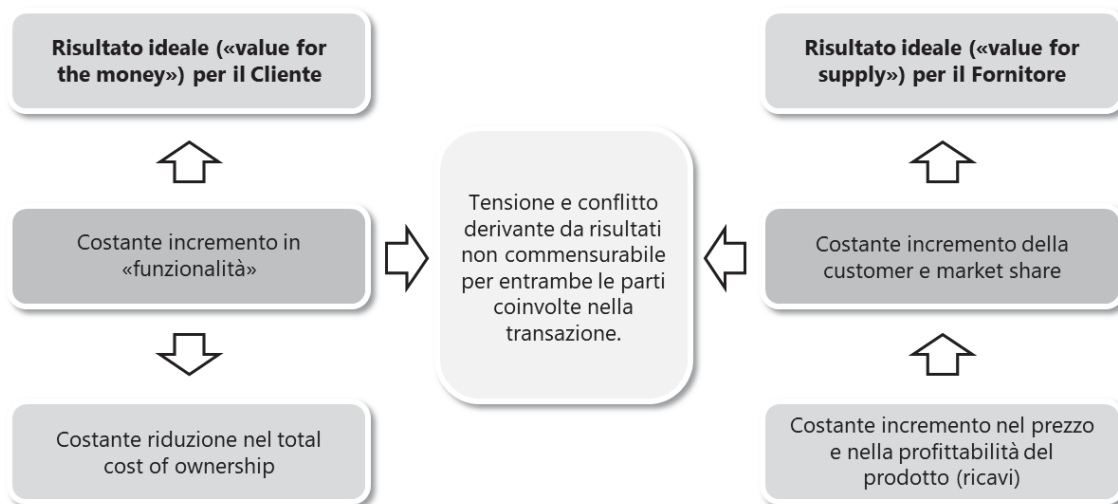 Risultato ideale («value for
the money») per il Cliente
Costante incremento in
«funzionalità»
Costante riduzione nel total
cost of ownership
Tensione e conflitto
derivante da risultati
non commensurabile
per entrambe le parti
coinvolte nella
transazione.
Risultato ideale («value for
supply») per il Fornitore
Costante incremento della
customer e market share
Costante incremento nel prezzo
e nella profittabilità del
prodotto (ricavi)